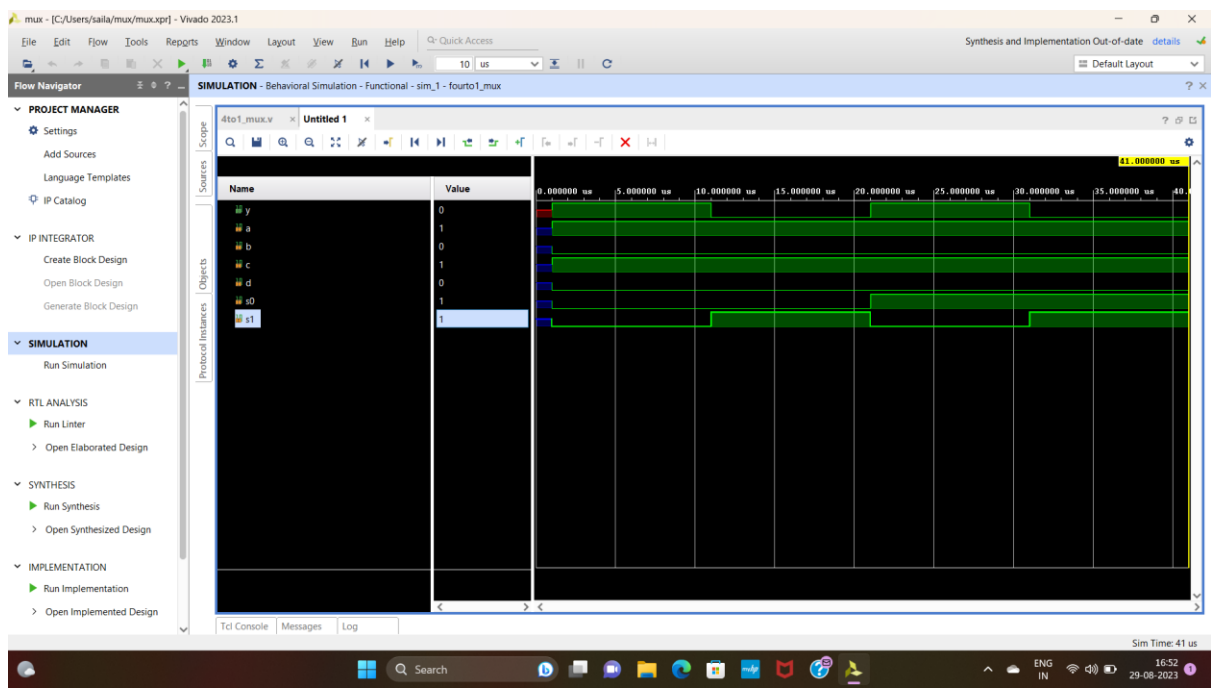 mux - [C:/Users/saila/mux/mux.xpr] - Vivado 2023.1
File Edit Flow Tools Reports Window Layout View Run Help Quick Access
Synthesis and Implementation Out-of-date details
10 us
Default Layout
Flow Navigator
SIMULATION - Behavioral Simulation - Functional - sim_1 - fourto1_mux
PROJECT MANAGER
Settings
Add Sources
Language Templates
IP Catalog
IP INTEGRATOR
Create Block Design
Open Block Design
Generate Block Design
SIMULATION
Run Simulation
RTL ANALYSIS
Run Linter
Open Elaborated Design
SYNTHESIS
Run Synthesis
Open Synthesized Design
IMPLEMENTATION
Run Implementation
Open Implemented Design
Scope
Sources
Objects
Protocol Instances
4to1_mux.v Untitled 1
41.000000 us
Name Value
0.000000 us 5.000000 us 10.000000 us 15.000000 us 20.000000 us 25.000000 us 30.000000 us 35.000000 us 40.
y 0
a 1
b 0
c 1
d 0
s0 1
s1 1
Tcl Console Messages Log
Sim Time: 41 us
Search
ENG
IN
16:52
29-08-2023
1